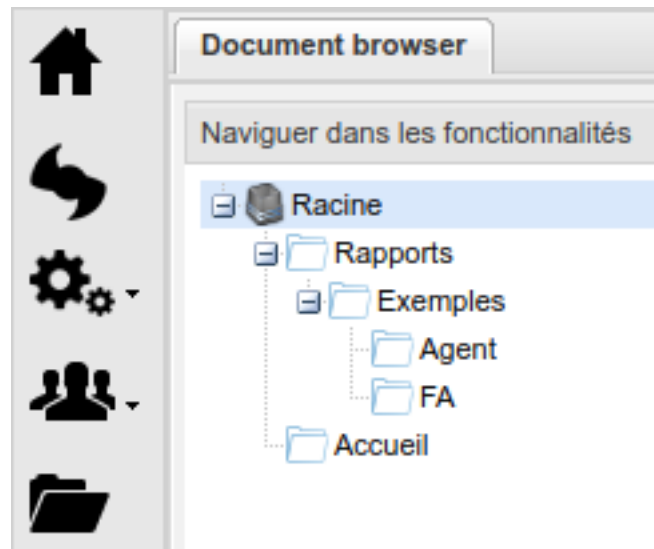 Document browser
Naviguer dans les fonctionnalités
Racine
Rapports
Exemples
Agent
FA
Accueil